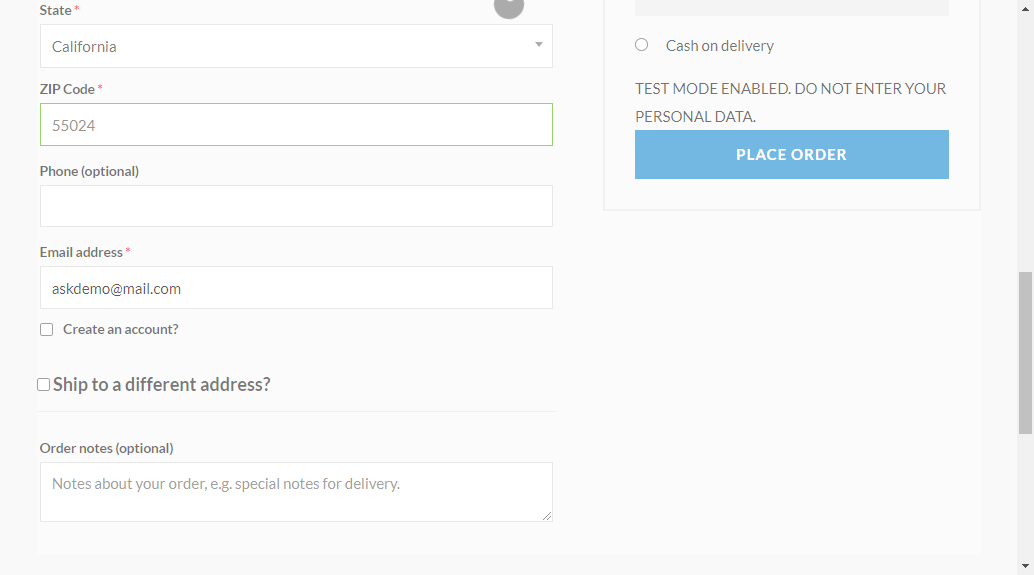 State *
California
ZIP Code *
55024
Phone (optional)
Email address *
askdemo@mail.com
Create an account?
Ship to a different address?
Order notes (optional)
Notes about your order, e.g. special notes for delivery.
Cash on delivery
TEST MODE ENABLED. DO NOT ENTER YOUR
PERSONAL DATA.
PLACE ORDER